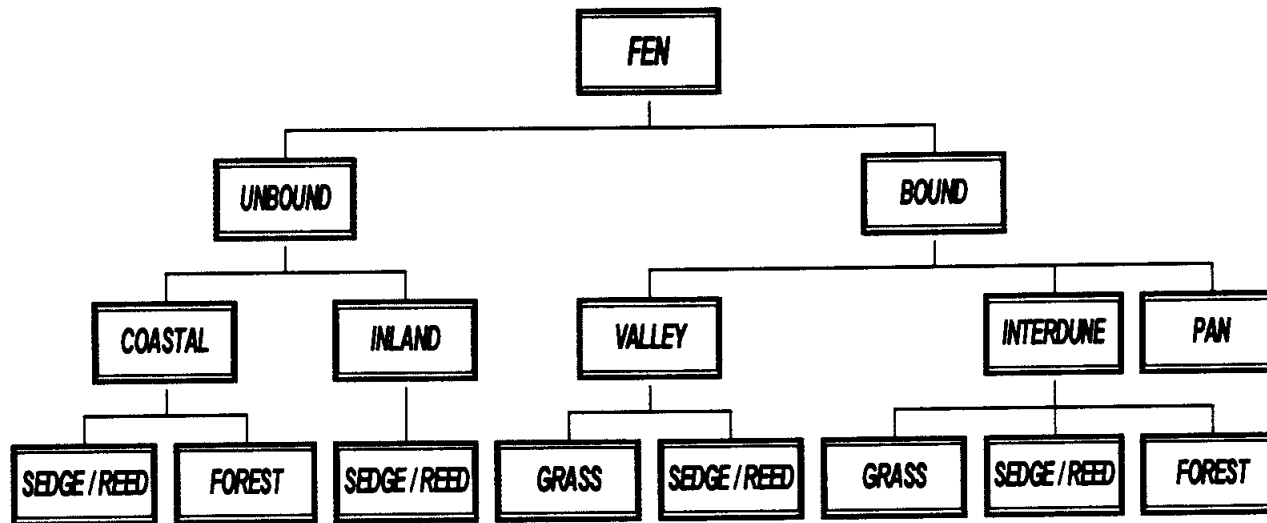 FEN
UNBOUND
BOUND
COASTAL
INLAND
VALLEY
INTERDUNE
PAN
SEDGE / REED
FOREST
SEDGE / REED
GRASS
SEDGE / REED
GRASS
SEDGE / REED
FOREST